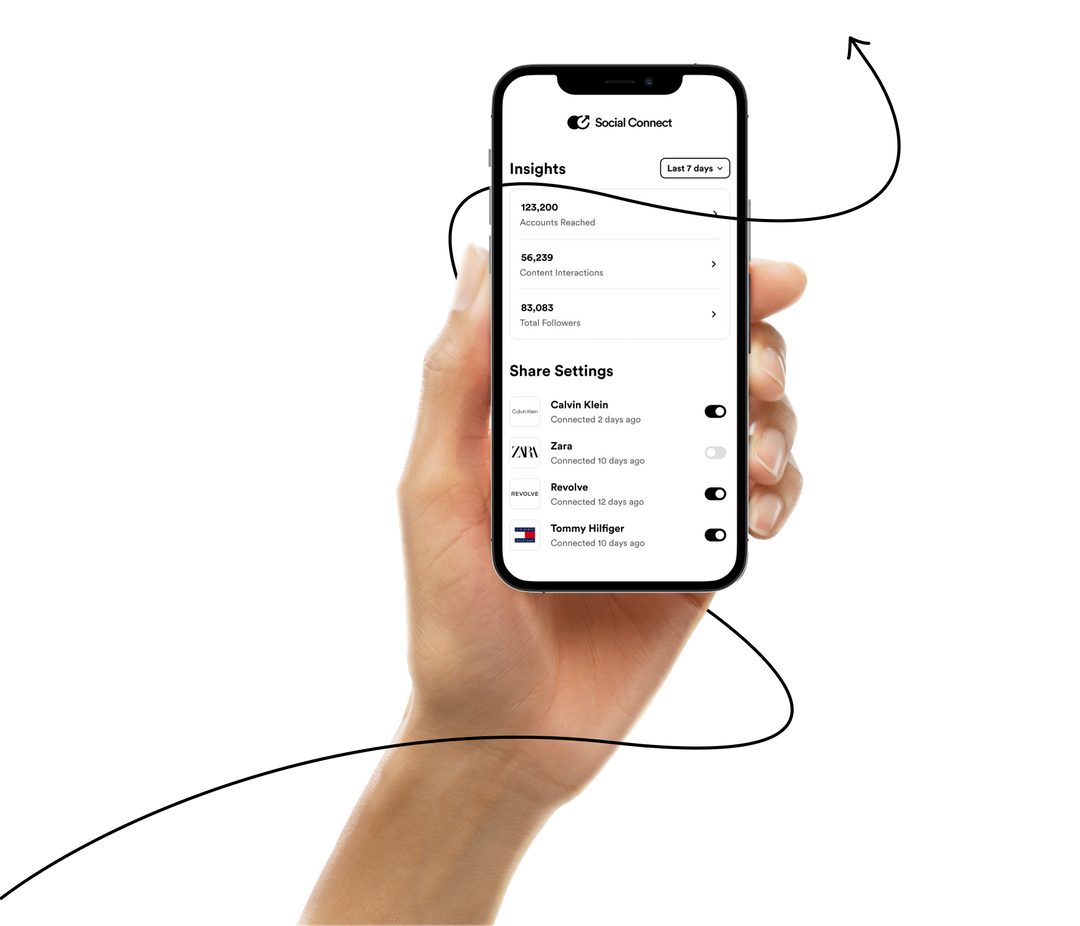 Social Connect
Insights
Last 7 days
123,200
Accounts Reached
56,239
Content Interactions
83,083
Total Followers
Share Settings
Calvin Klein
Calvin Klein
Connected 2 days ago
ZARA
Zara
Connected 10 days ago
REVOLVE
Revolve
Connected 12 days ago
Tommy Hilfiger
Connected 10 days ago